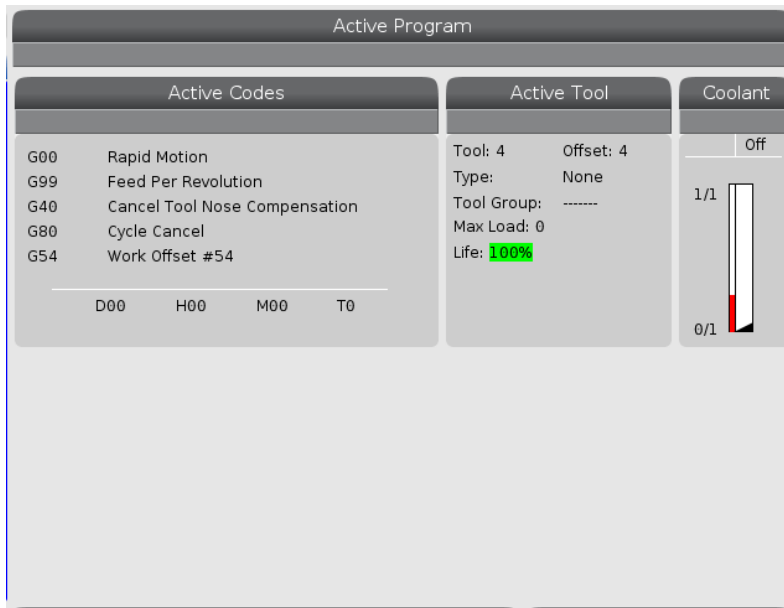 Active Program
Active Codes
G00 Rapid Motion
G99 Feed Per Revolution
G40 Cancel Tool Nose Compensation
G80 Cycle Cancel
G54 Work Offset #54
D00 H00 M00 T0
Active Tool
Tool: 4 Offset: 4
Type: None
Tool Group: -------
Max Load: 0
Life: 100%
Coolant
Off
1/1
0/1